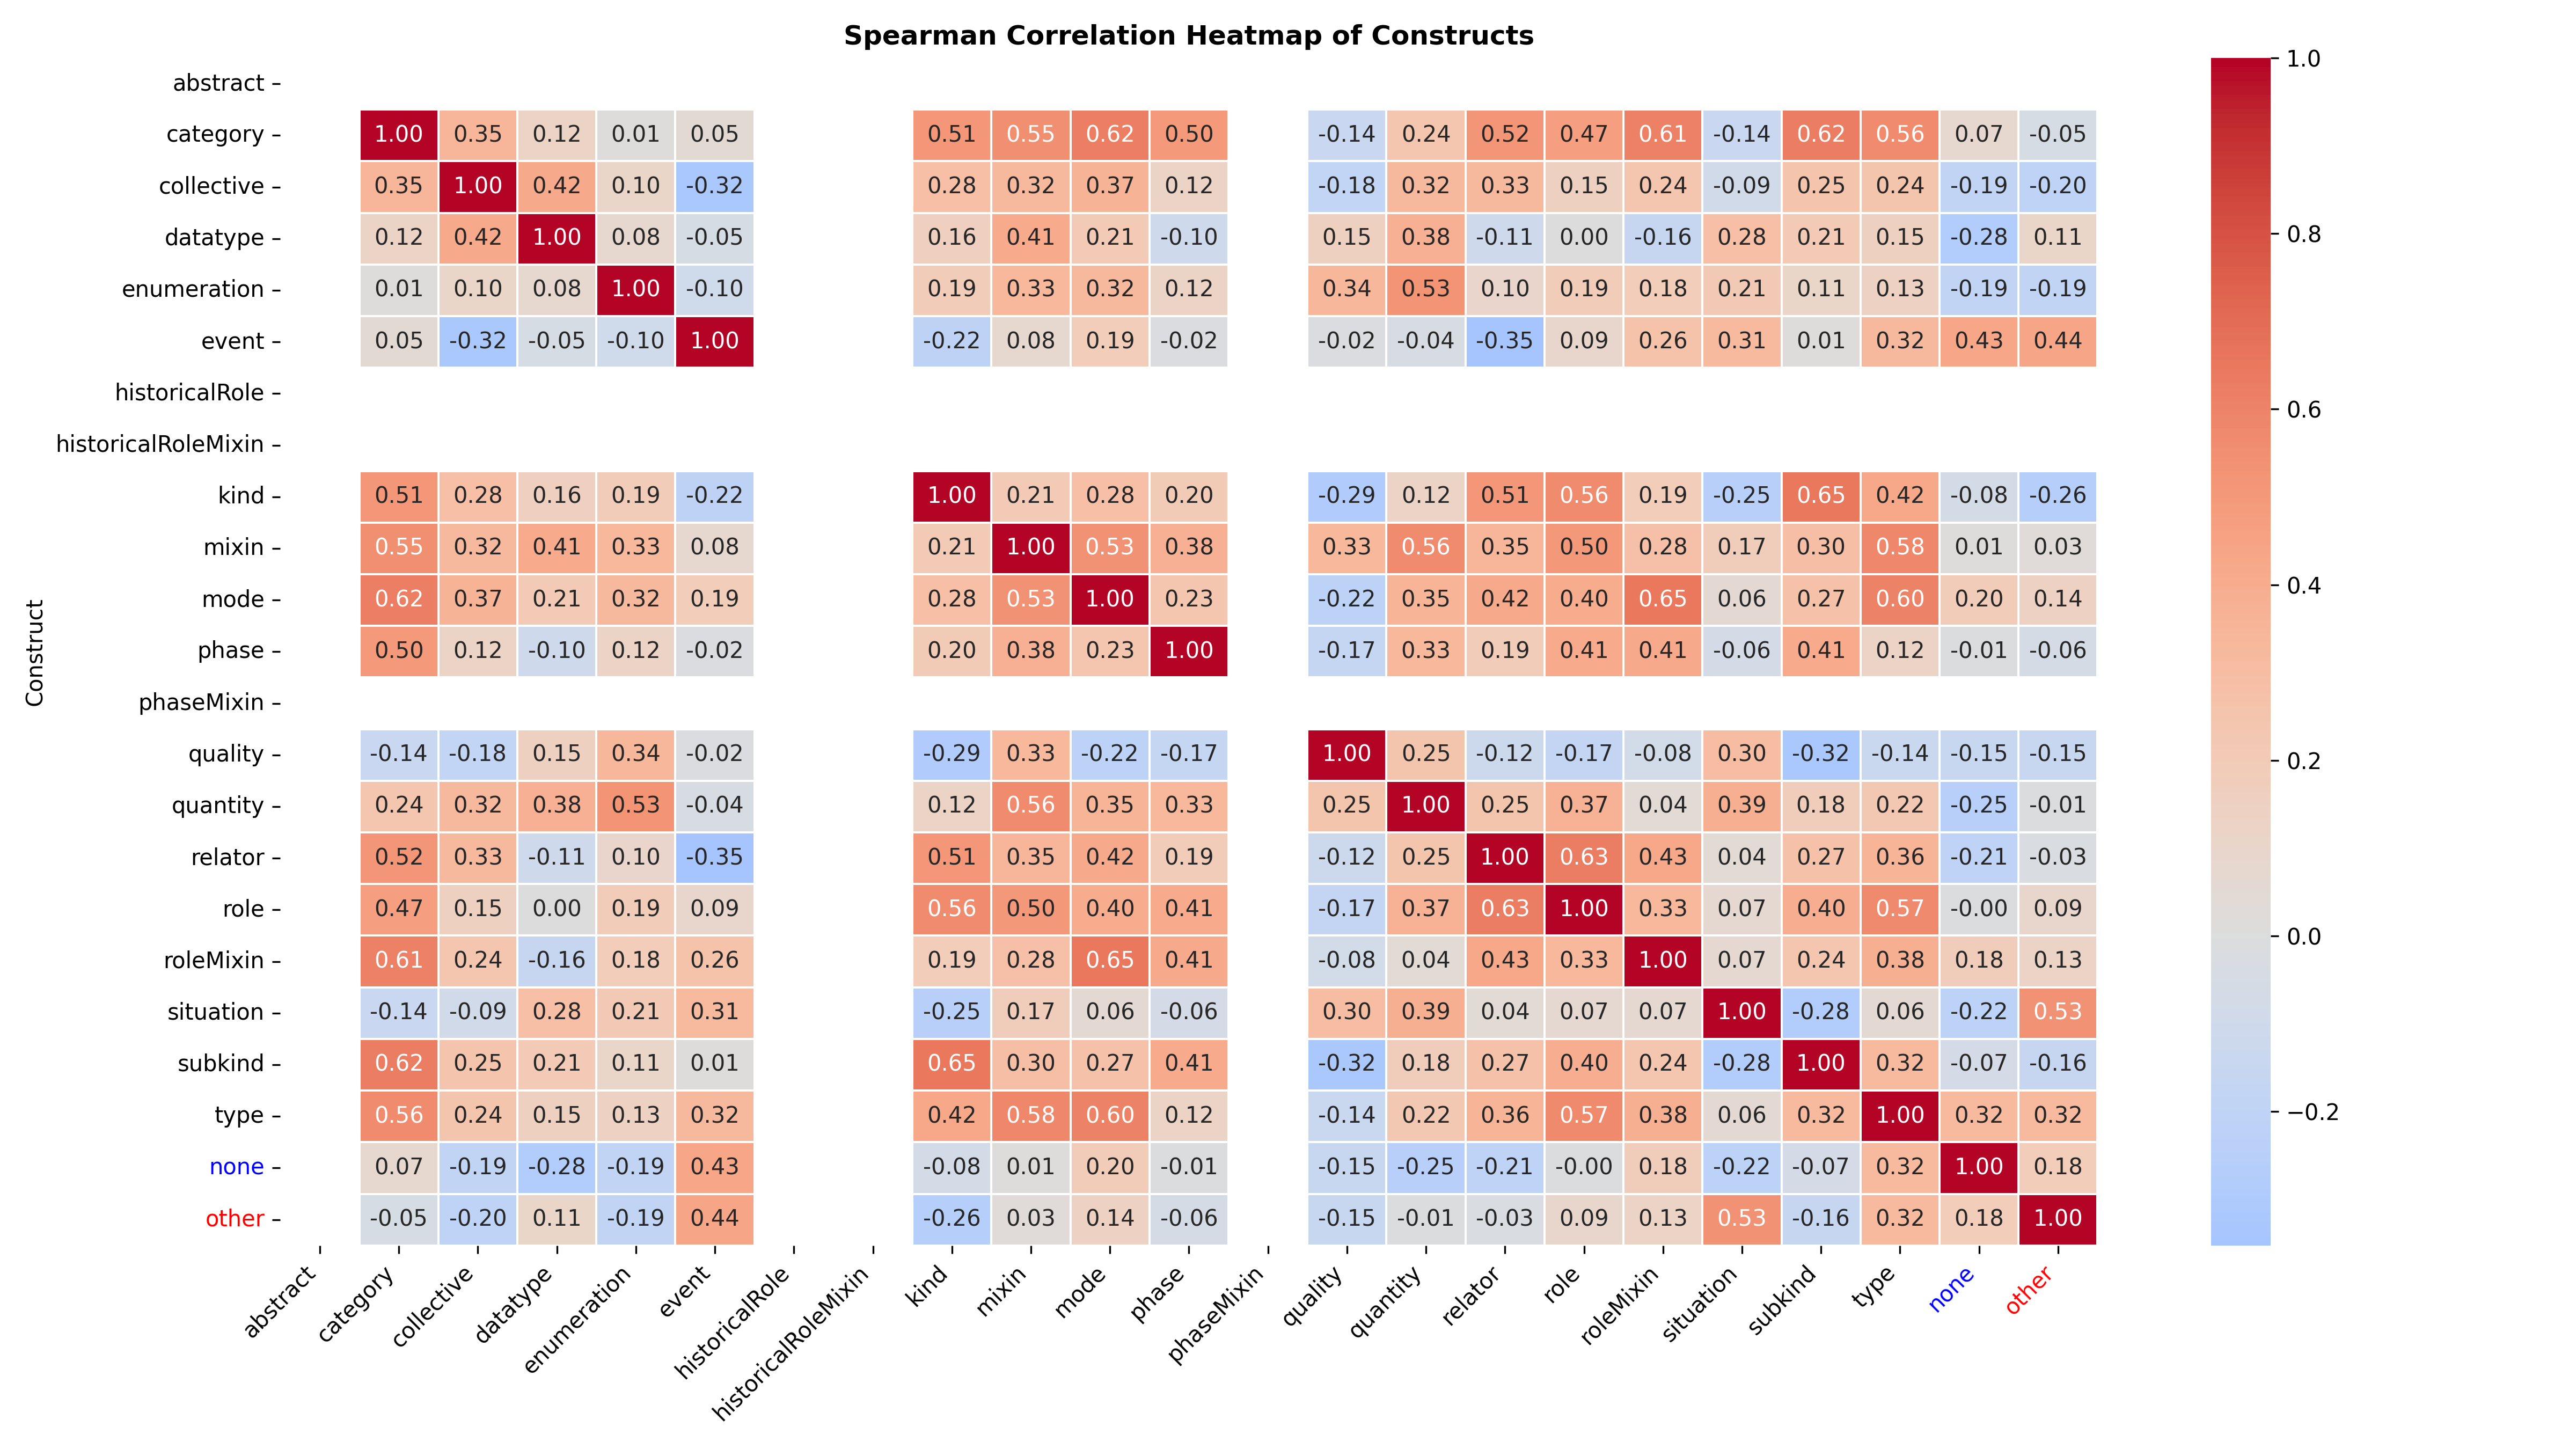 Spearman Correlation Heatmap of Constructs
abstract
category 1.00 0.35 0.12 0.01 0.05 0.51 0.55 0.62 0.50 -0.14 0.24 0.52 0.47 0.61 -0.14 0.62 0.56 0.07 -0.05
collective 0.35 1.00 0.42 0.10 -0.32 0.28 0.32 0.37 0.12 -0.18 0.32 0.33 0.15 0.24 -0.09 0.25 0.24 -0.19 -0.20
datatype 0.12 0.42 1.00 0.08 -0.05 0.16 0.41 0.21 -0.10 0.15 0.38 -0.11 0.00 -0.16 0.28 0.21 0.15 -0.28 0.11
enumeration 0.01 0.10 0.08 1.00 -0.10 0.19 0.33 0.32 0.12 0.34 0.53 0.10 0.19 0.18 0.21 0.11 0.13 -0.19 -0.19
event 0.05 -0.32 -0.05 -0.10 1.00 -0.22 0.08 0.19 -0.02 -0.02 -0.04 -0.35 0.09 0.26 0.31 0.01 0.32 0.43 0.44
historicalRole
historicalRoleMixin
kind 0.51 0.28 0.16 0.19 -0.22 1.00 0.21 0.28 0.20 -0.29 0.12 0.51 0.56 0.19 -0.25 0.65 0.42 -0.08 -0.26
mixin 0.55 0.32 0.41 0.33 0.08 0.21 1.00 0.53 0.38 0.33 0.56 0.35 0.50 0.28 0.17 0.30 0.58 0.01 0.03
mode 0.62 0.37 0.21 0.32 0.19 0.28 0.53 1.00 0.23 -0.22 0.35 0.42 0.40 0.65 0.06 0.27 0.60 0.20 0.14
phase 0.50 0.12 -0.10 0.12 -0.02 0.20 0.38 0.23 1.00 -0.17 0.33 0.19 0.41 0.41 -0.06 0.41 0.12 -0.01 -0.06
phaseMixin
quality -0.14 -0.18 0.15 0.34 -0.02 -0.29 0.33 -0.22 -0.17 1.00 0.25 -0.12 -0.17 -0.08 0.30 -0.32 -0.14 -0.15 -0.15
quantity 0.24 0.32 0.38 0.53 -0.04 0.12 0.56 0.35 0.33 0.25 1.00 0.25 0.37 0.04 0.39 0.18 0.22 -0.25 -0.01
relator 0.52 0.33 -0.11 0.10 -0.35 0.51 0.35 0.42 0.19 -0.12 0.25 1.00 0.63 0.43 0.04 0.27 0.36 -0.21 -0.03
role 0.47 0.15 0.00 0.19 0.09 0.56 0.50 0.40 0.41 -0.17 0.37 0.63 1.00 0.33 0.07 0.40 0.57 -0.00 0.09
roleMixin 0.61 0.24 -0.16 0.18 0.26 0.19 0.28 0.65 0.41 -0.08 0.04 0.43 0.33 1.00 0.07 0.24 0.38 0.18 0.13
situation -0.14 -0.09 0.28 0.21 0.31 -0.25 0.17 0.06 -0.06 0.30 0.39 0.04 0.07 0.07 1.00 -0.28 0.06 -0.22 0.53
subkind 0.62 0.25 0.21 0.11 0.01 0.65 0.30 0.27 0.41 -0.32 0.18 0.27 0.40 0.24 -0.28 1.00 0.32 -0.07 -0.16
type 0.56 0.24 0.15 0.13 0.32 0.42 0.58 0.60 0.12 -0.14 0.22 0.36 0.57 0.38 0.06 0.32 1.00 0.32 0.32
none 0.07 -0.19 -0.28 -0.19 0.43 -0.08 0.01 0.20 -0.01 -0.15 -0.25 -0.21 -0.00 0.18 -0.22 -0.07 0.32 1.00 0.18
other -0.05 -0.20 0.11 -0.19 0.44 -0.26 0.03 0.14 -0.06 -0.15 -0.01 -0.03 0.09 0.13 0.53 -0.16 0.32 0.18 1.00
Construct
abstract category collective datatype enumeration event historicalRole historicalRoleMixin kind mixin mode phase phaseMixin quality quantity relator role roleMixin situation subkind type none other
1.0
0.8
0.6
0.4
0.2
0.0
−0.2